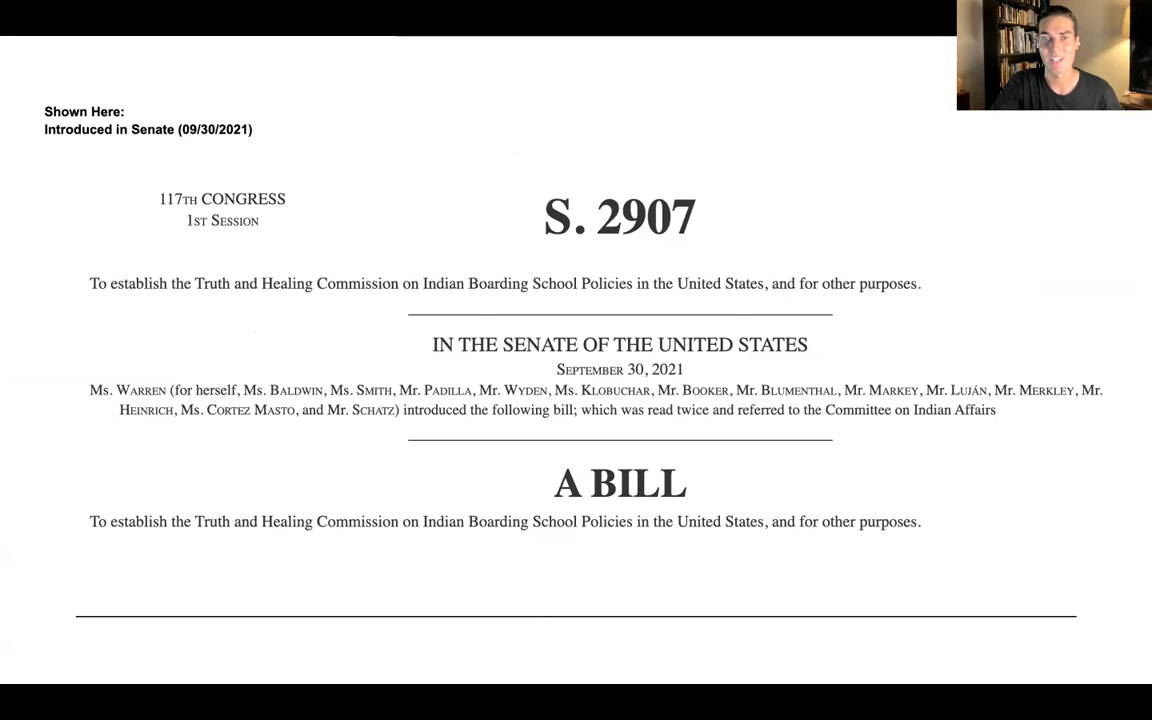 Shown Here:
Introduced in Senate (09/30/2021)
117TH CONGRESS
1ST SESSION
S. 2907
To establish the Truth and Healing Commission on Indian Boarding School Policies in the United States, and for other purposes.
IN THE SENATE OF THE UNITED STATES
SEPTEMBER 30, 2021
Ms. WARREN (for herself, Ms. BALDWIN, Ms. SMITH, Mr. PADILLA, Mr. WYDEN, Ms. KLOBUCHAR, Mr. BOOKER, Mr. BLUMENTHAL, Mr. MARKEY, Mr. LUJÁN, Mr. MERKLEY, Mr.
HEINRICH, Ms. CORTEZ MASTO, and Mr. SCHATZ) introduced the following bill; which was read twice and referred to the Committee on Indian Affairs
A BILL
To establish the Truth and Healing Commission on Indian Boarding School Policies in the United States, and for other purposes.